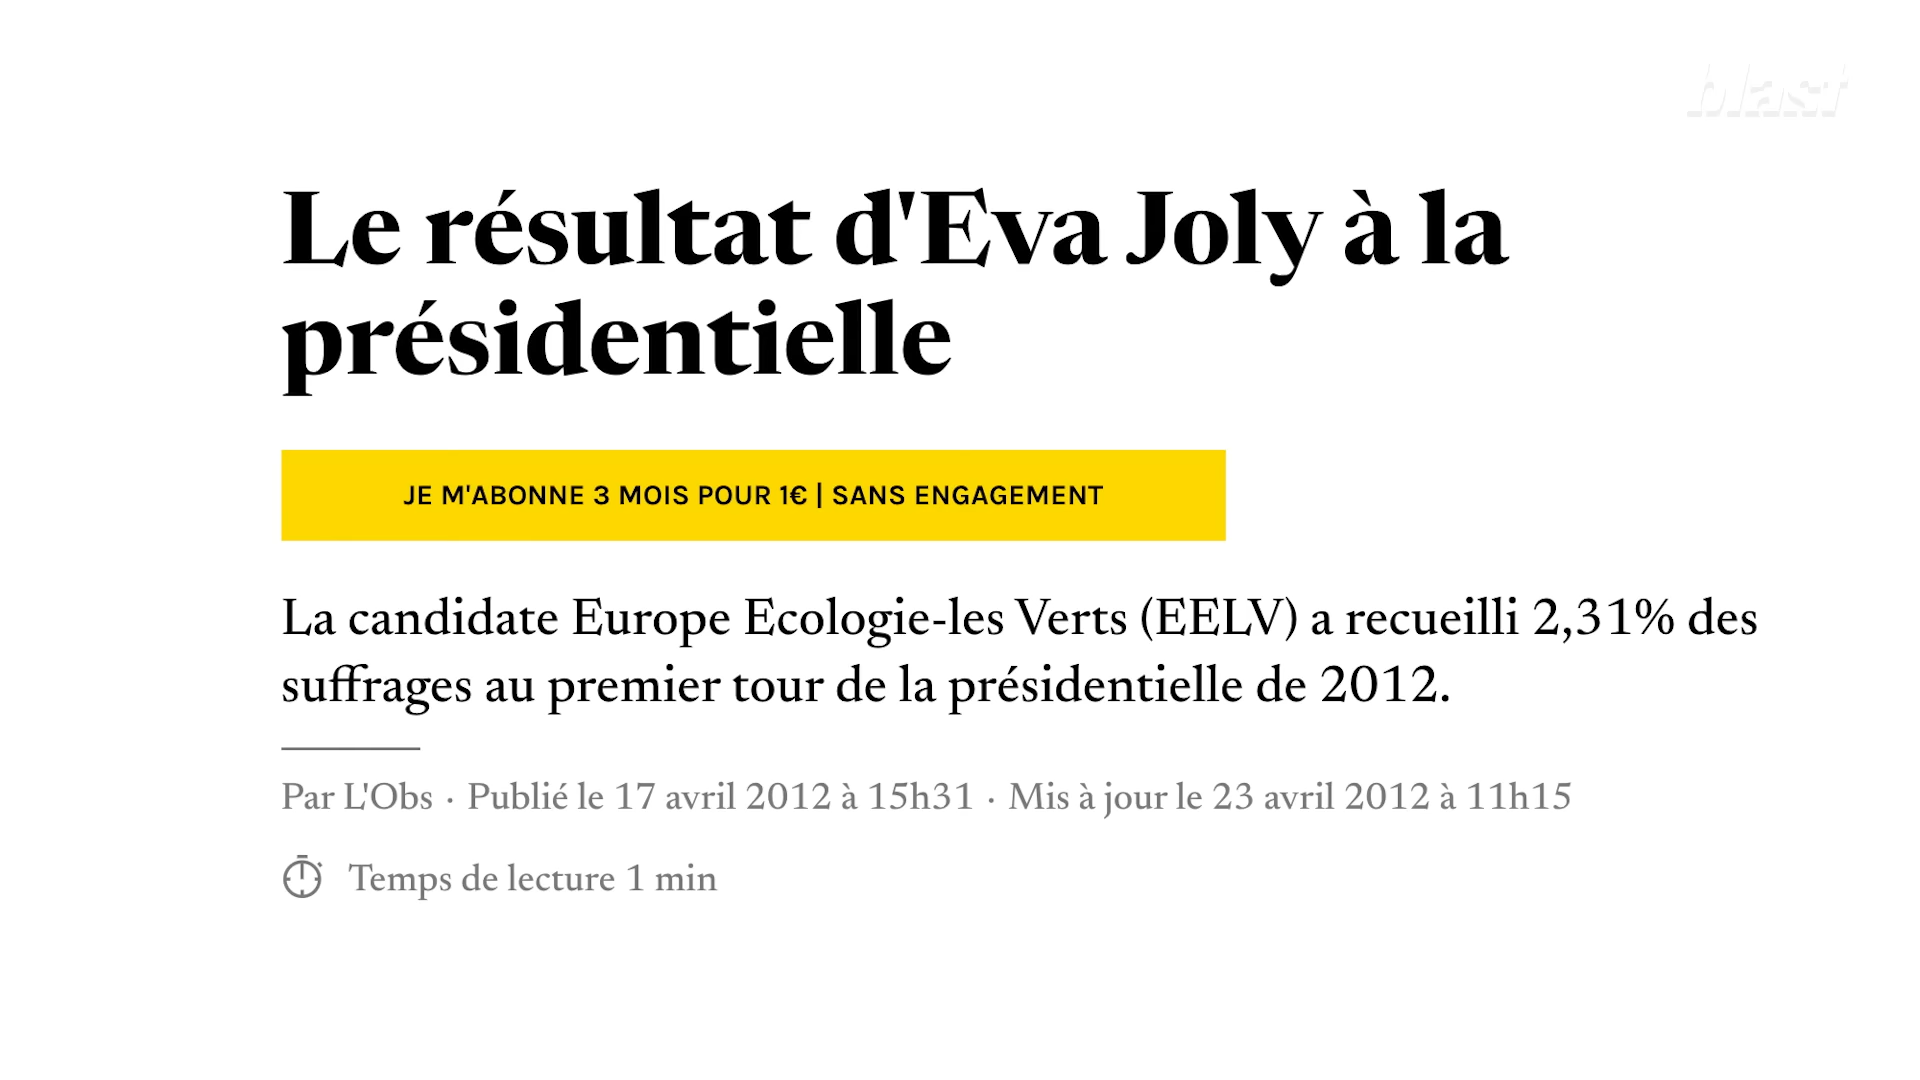 blast
Le résultat d'Eva Joly à la
présidentielle
JE M'ABONNE 3 MOIS POUR 1€ | SANS ENGAGEMENT
La candidate Europe Ecologie-les Verts (EELV) a recueilli 2,31% des
suffrages au premier tour de la présidentielle de 2012.
Par L'Obs · Publié le 17 avril 2012 à 15h31 · Mis à jour le 23 avril 2012 à 11h15
Temps de lecture 1 min